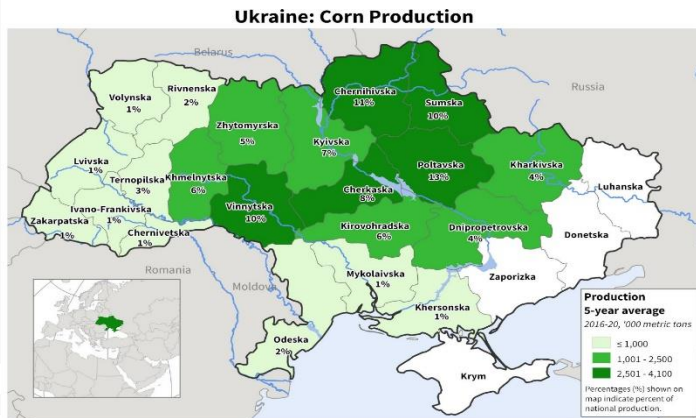 Ukraine: Corn Production
Belarus
Russia
Romania
Moldova
Volynska
1%
Rivnenska
2%
Zhytomyrska
5%
Kyivska
7%
Chernihivska
11%
Sumska
10%
Lvivska
1%
Ternopilska
3%
Khmelnytska
6%
Vinnytska
10%
Cherkaska
8%
Poltavska
13%
Kharkivska
4%
Luhanska
Donetska
Zakarpatska
1%
Ivano-Frankivska
1%
Chernivetska
1%
Kirovohradska
6%
Dnipropetrovska
4%
Zaporizka
Mykolaivska
1%
Khersonska
1%
Odeska
2%
Krym
Production
5-year average
2016-20, '000 metric tons
≤ 1,000
1,001 - 2,500
2,501 - 4,100
Percentages (%) shown on
map indicate percent of
national production.